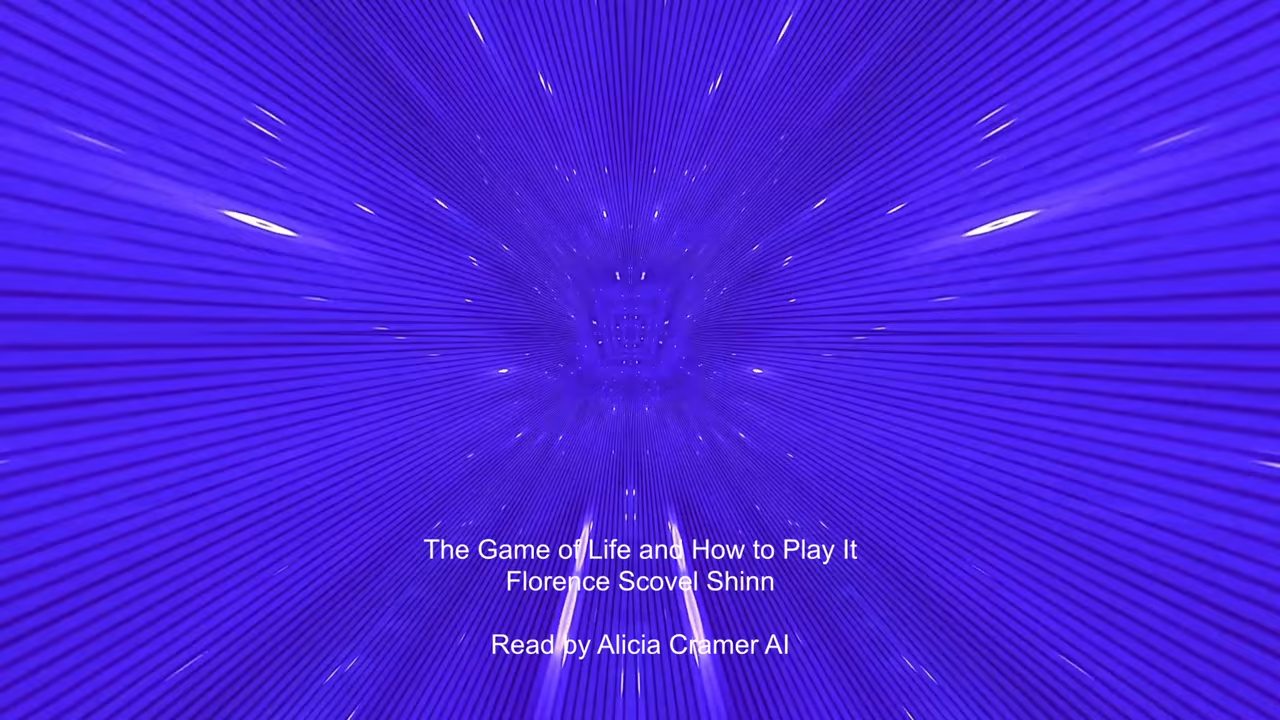 The Game of Life and How to Play It
Florence Scovel Shinn
Read by Alicia Cramer AI